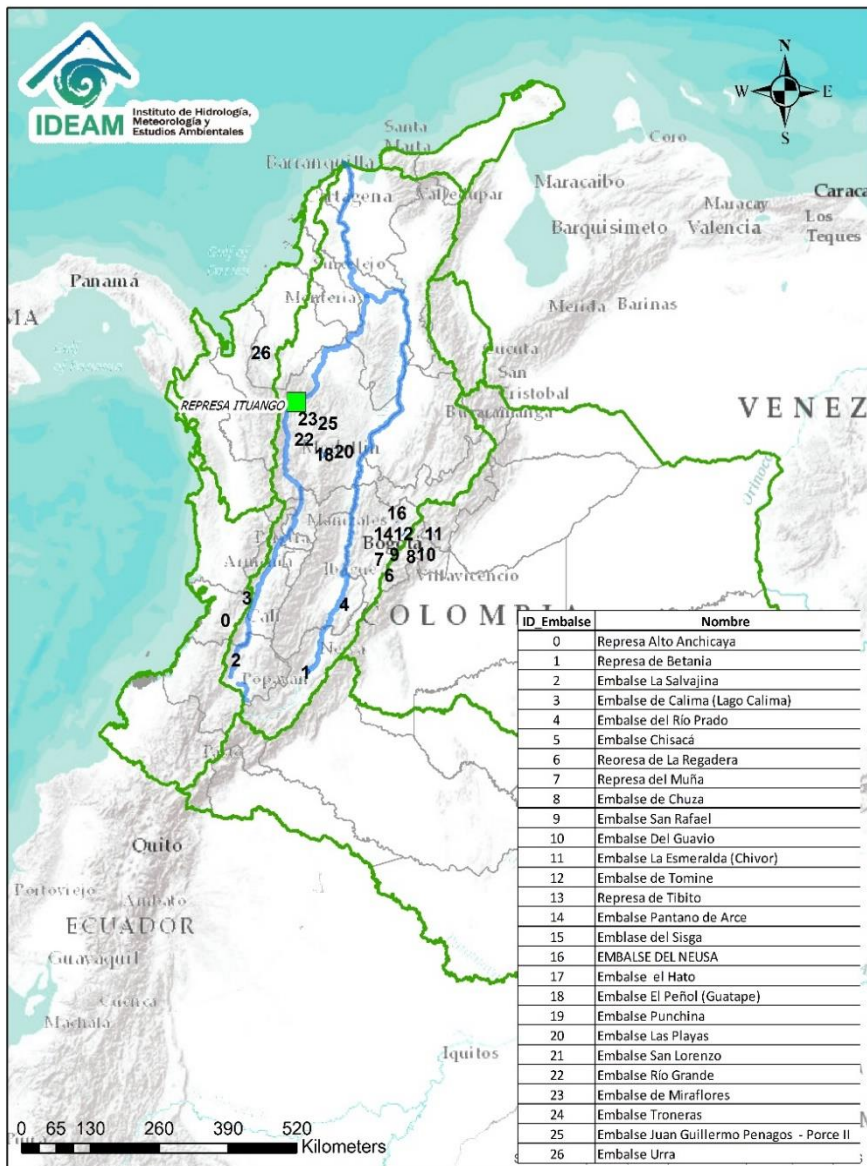 IDEAM
Instituto de Hidrología,
Meteorología y
Estudios Ambientales
N
W E
S
Santa
Marta
Barranquilla
Coro
Maracaibo
Valledupar
Caraca
Maracay
Los
Teques
Barquisimeto
Valencia
Panamá
MA
Montería
Merida
Barinas
Cucuta
San
Cristobal
Bucaramanga
26
REPRESA ITUANGO
VENEZ
23
25
22
Medellín
18
20
Orinoco
16
Manizales
14
12
11
Bogotá
9
8
10
7
6
Armenia
Ibagué
Villavicencio
3
4
0
Cali
COLOMBIA
Neiva
2
1
Popayán
Pasto
Quito
Portoviejo
Ambato
ECUADOR
Guayaquil
Cuenca
Machala
Iquitos
ID_Embalse Nombre
0 Represa Alto Anchicaya
1 Represa de Betania
2 Embalse La Salvajina
3 Embalse de Calima (Lago Calima)
4 Embalse del Río Prado
5 Embalse Chisacá
6 Reoresa de La Regadera
7 Represa del Muña
8 Embalse de Chuza
9 Embalse San Rafael
10 Embalse Del Guavio
11 Embalse La Esmeralda (Chivor)
12 Embalse de Tomine
13 Represa de Tibito
14 Embalse Pantano de Arce
15 Emblase del Sisga
16 EMBALSE DEL NEUSA
17 Embalse el Hato
18 Embalse El Peñol (Guatape)
19 Embalse Punchina
20 Embalse Las Playas
21 Embalse San Lorenzo
22 Embalse Río Grande
23 Embalse de Miraflores
24 Embalse Troneras
25 Embalse Juan Guillermo Penagos - Porce II
26 Embalse Urra
0 65 130 260 390 520
Kilometers